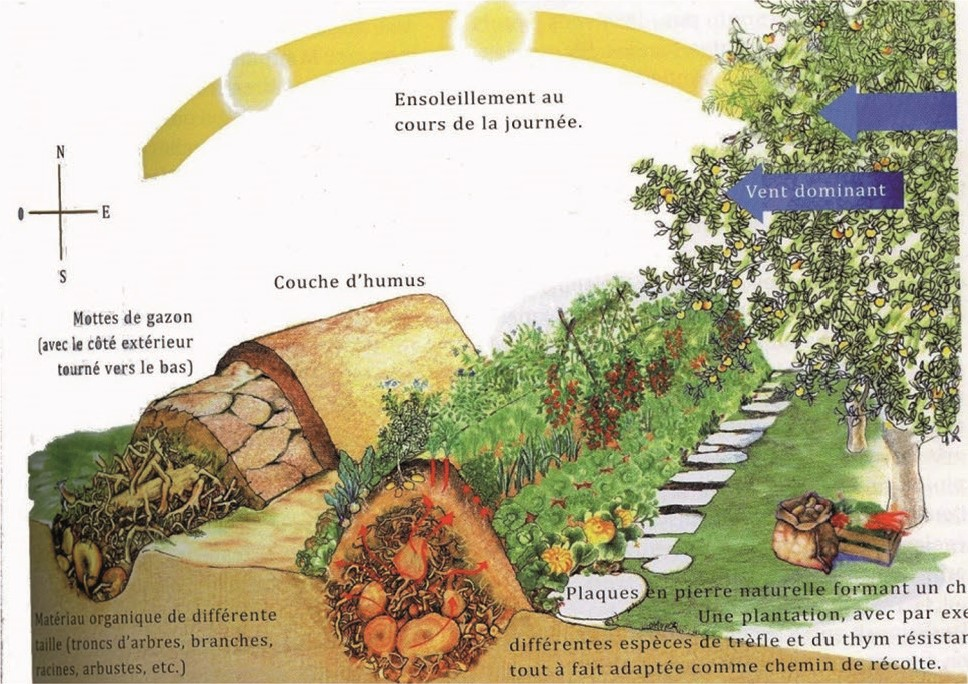 Ensoleillement au
cours de la journée.
N
E
S
Vent dominant
Couche d'humus
Mottes de gazon
(avec le côté extérieur
tourné vers le bas)
Matériau organique de différente
taille (troncs d'arbres, branches,
racines, arbustes, etc.)
Plaques en pierre naturelle formant un ch
Une plantation, avec par exe
différentes espèces de trèfle et du thym résistan
tout à fait adaptée comme chemin de récolte.